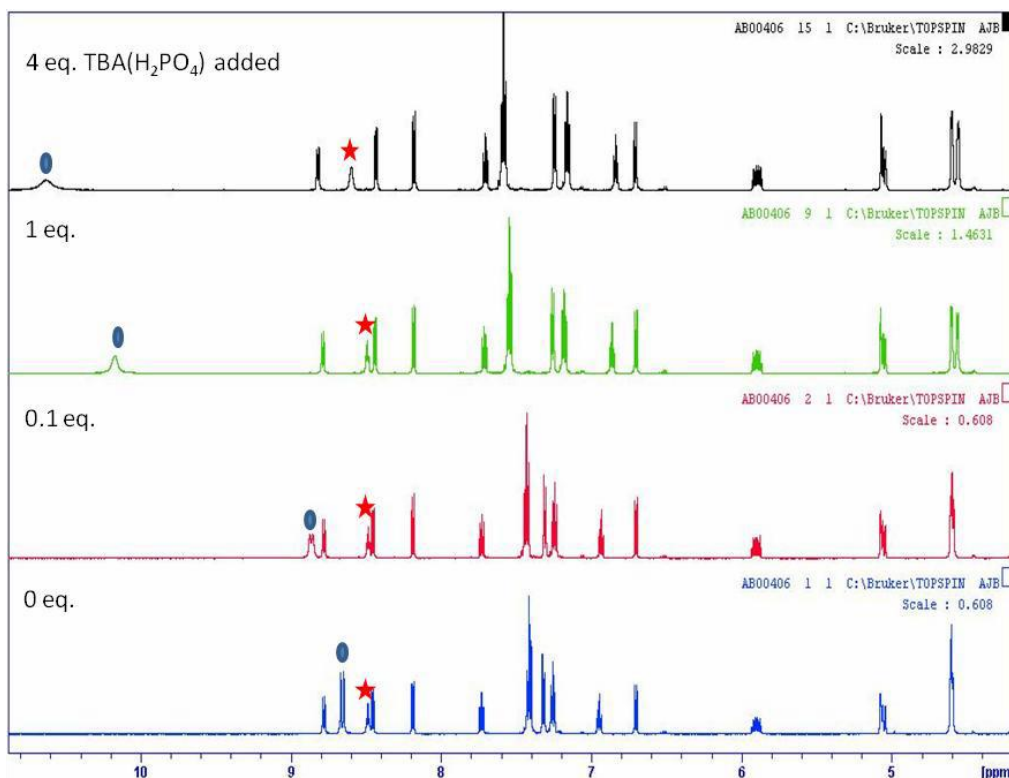 AB00406 15 1 C:\Bruker\TOPSPIN AJB
Scale : 2.9829
4 eq. TBA(H₂PO₄) added
AB00406 9 1 C:\Bruker\TOPSPIN AJB
Scale : 1.4631
1 eq.
AB00406 2 1 C:\Bruker\TOPSPIN AJB
Scale : 0.608
0.1 eq.
AB00406 1 1 C:\Bruker\TOPSPIN AJB
Scale : 0.608
0 eq.
10 9 8 7 6 5 [ppm